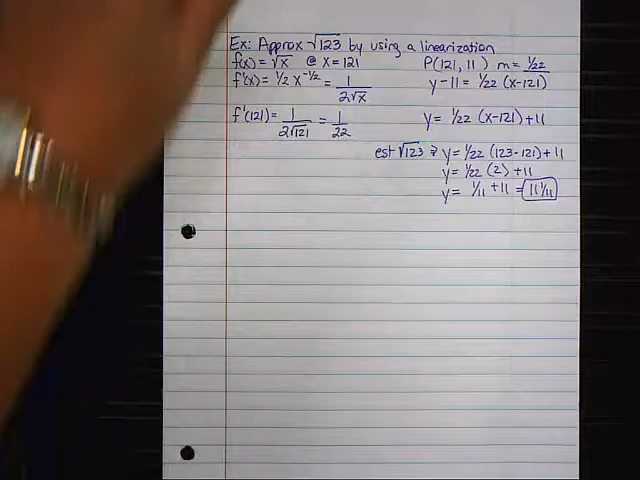 Ex: Approx √123 by using a linearization
f(x) = √x @ x = 121
f'(x) = 1/2 x^-1/2 = 1/(2√x)
f'(121) = 1/(2√121) = 1/22
P(121, 11) m = 1/22
y - 11 = 1/22 (x-121)
y = 1/22 (x-121) + 11
est √123 ? y = 1/22 (123-121) + 11
y = 1/22 (2) + 11
y = 1/11 + 11 = 11 1/11